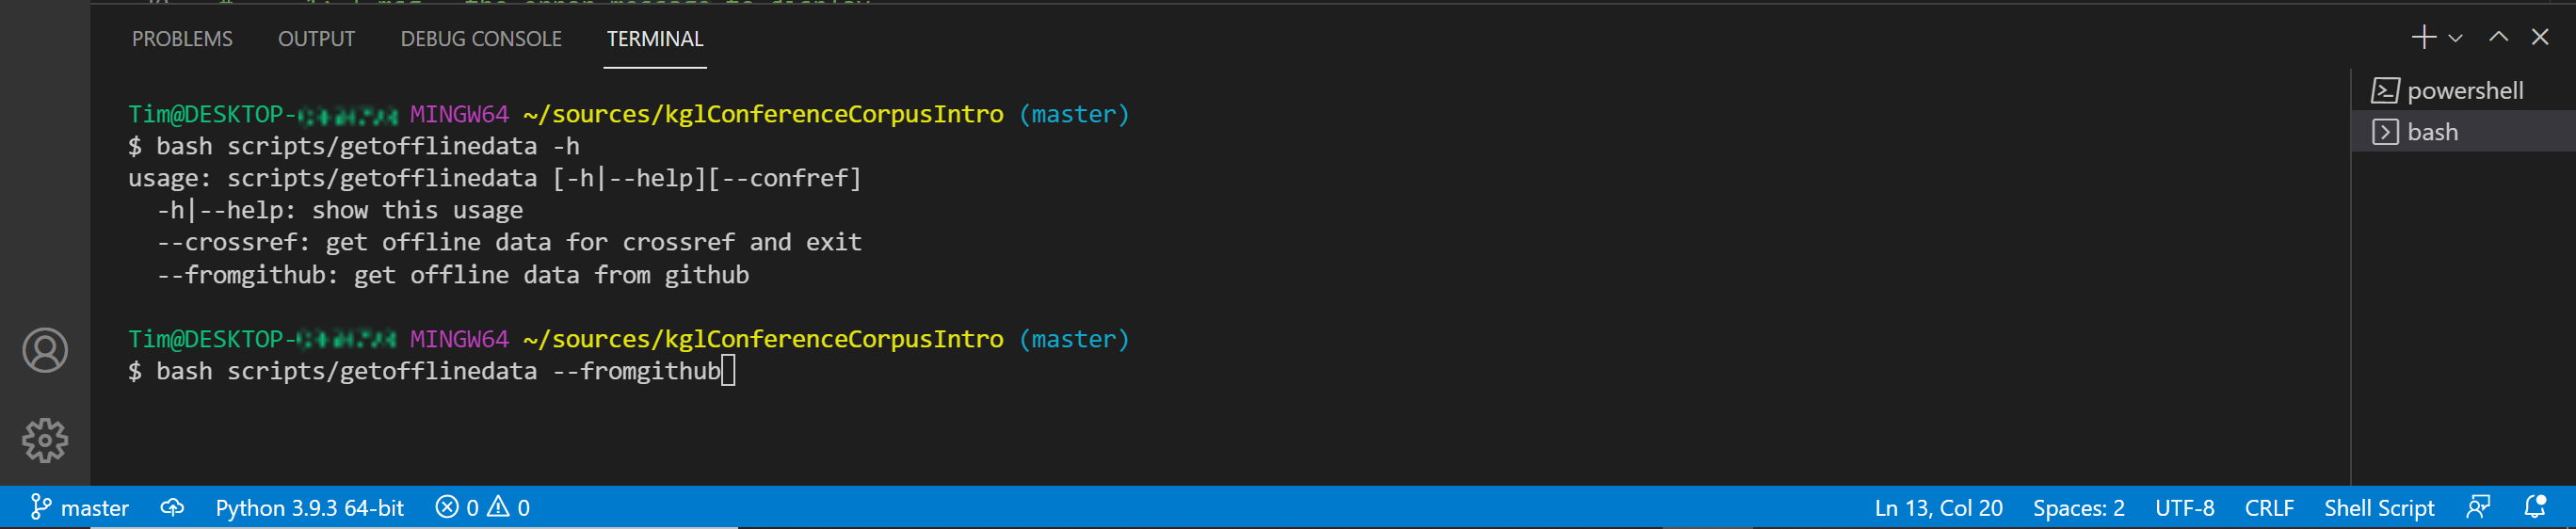 PROBLEMS OUTPUT DEBUG CONSOLE TERMINAL
powershell
bash
Tim@DESKTOP- MINGW64 ~/sources/kglConferenceCorpusIntro (master)
$ bash scripts/getofflinedata -h
usage: scripts/getofflinedata [-h|--help][--confref]
  -h|--help: show this usage
  --crossref: get offline data for crossref and exit
  --fromgithub: get offline data from github
Tim@DESKTOP- MINGW64 ~/sources/kglConferenceCorpusIntro (master)
$ bash scripts/getofflinedata --fromgithub
master Python 3.9.3 64-bit 0 0 Ln 13, Col 20 Spaces: 2 UTF-8 CRLF Shell Script